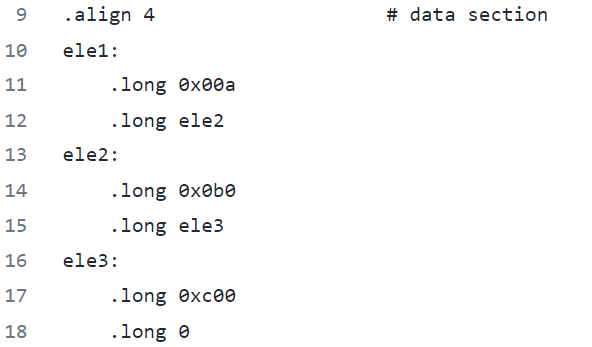 9 .align 4 # data section
10 ele1:
11 .long 0x00a
12 .long ele2
13 ele2:
14 .long 0x0b0
15 .long ele3
16 ele3:
17 .long 0xc00
18 .long 0